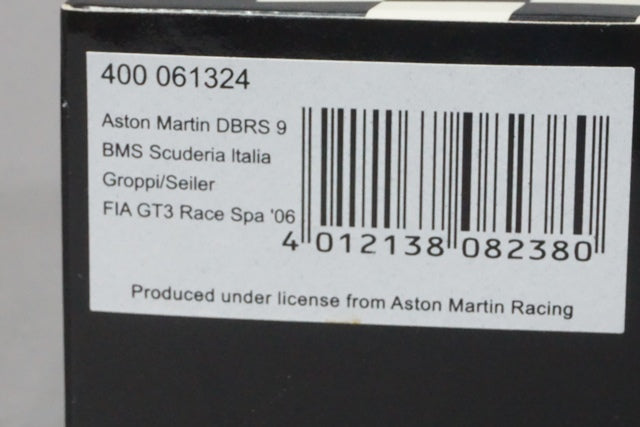 400 061324
Aston Martin DBRS 9
BMS Scuderia Italia
Groppi/Seiler
FIA GT3 Race Spa '06
4 012138 082380
Produced under license from Aston Martin Racing